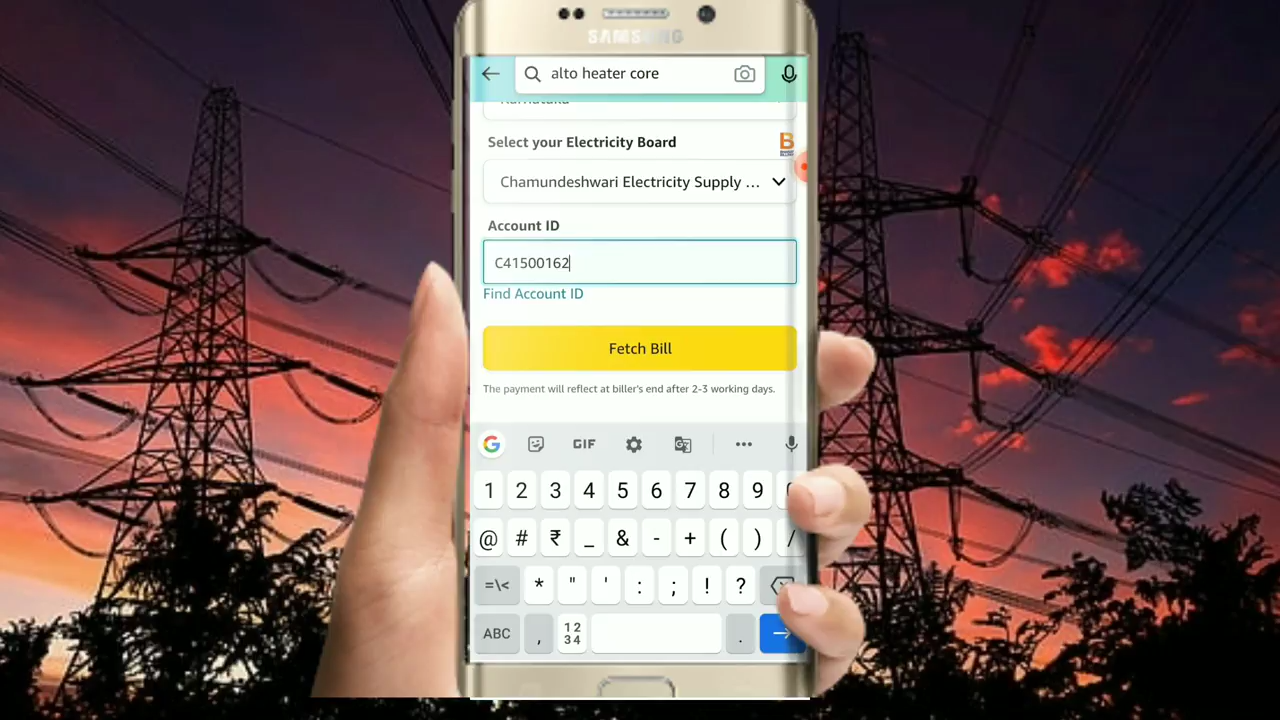 SAMSUNG
alto heater core
Karnataka
Select your Electricity Board
B
Chamundeshwari Electricity Supply ...
Account ID
C41500162
Find Account ID
Fetch Bill
The payment will reflect at biller's end after 2-3 working days.
G GIF G
1 2 3 4 5 6 7 8 9
@ # ₹ _ & - + ( ) /
=\< * " ' : ; ! ?
ABC , 12 34 .